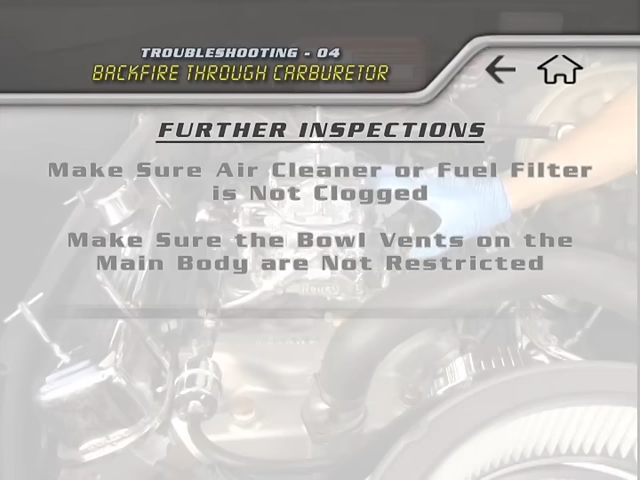 TROUBLESHOOTING - 04
BACKFIRE THROUGH CARBURETOR
FURTHER INSPECTIONS
Make Sure Air Cleaner or Fuel Filter
is Not Clogged
Make Sure the Bowl Vents on the
Main Body are Not Restricted